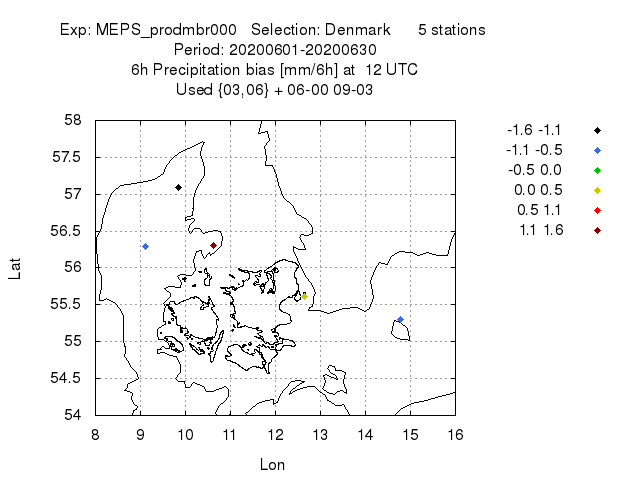 Exp: MEPS_prodmbr000 Selection: Denmark 5 stations
Period: 20200601-20200630
6h Precipitation bias [mm/6h] at 12 UTC
Used {03,06} + 06-00 09-03
58
57.5
57
56.5
56
55.5
55
54.5
54
Lat
8 9 10 11 12 13 14 15 16
Lon
-1.6 -1.1
-1.1 -0.5
-0.5 0.0
0.0 0.5
0.5 1.1
1.1 1.6